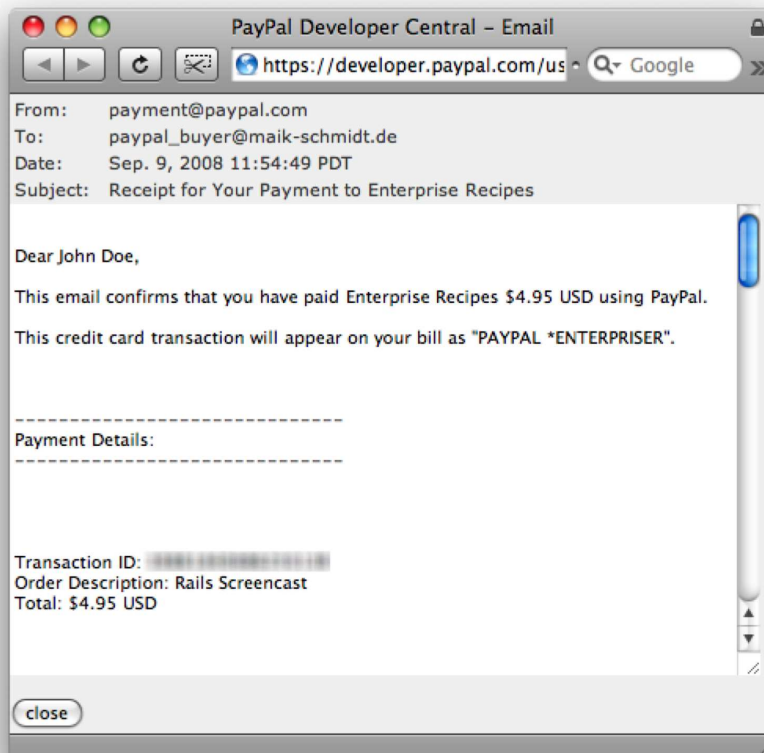 PayPal Developer Central – Email
https://developer.paypal.com/us
Google
From: payment@paypal.com
To: paypal_buyer@maik-schmidt.de
Date: Sep. 9, 2008 11:54:49 PDT
Subject: Receipt for Your Payment to Enterprise Recipes
Dear John Doe,
This email confirms that you have paid Enterprise Recipes $4.95 USD using PayPal.
This credit card transaction will appear on your bill as "PAYPAL *ENTERPRISER".
------------------------------
Payment Details:
------------------------------
Transaction ID:
Order Description: Rails Screencast
Total: $4.95 USD
close